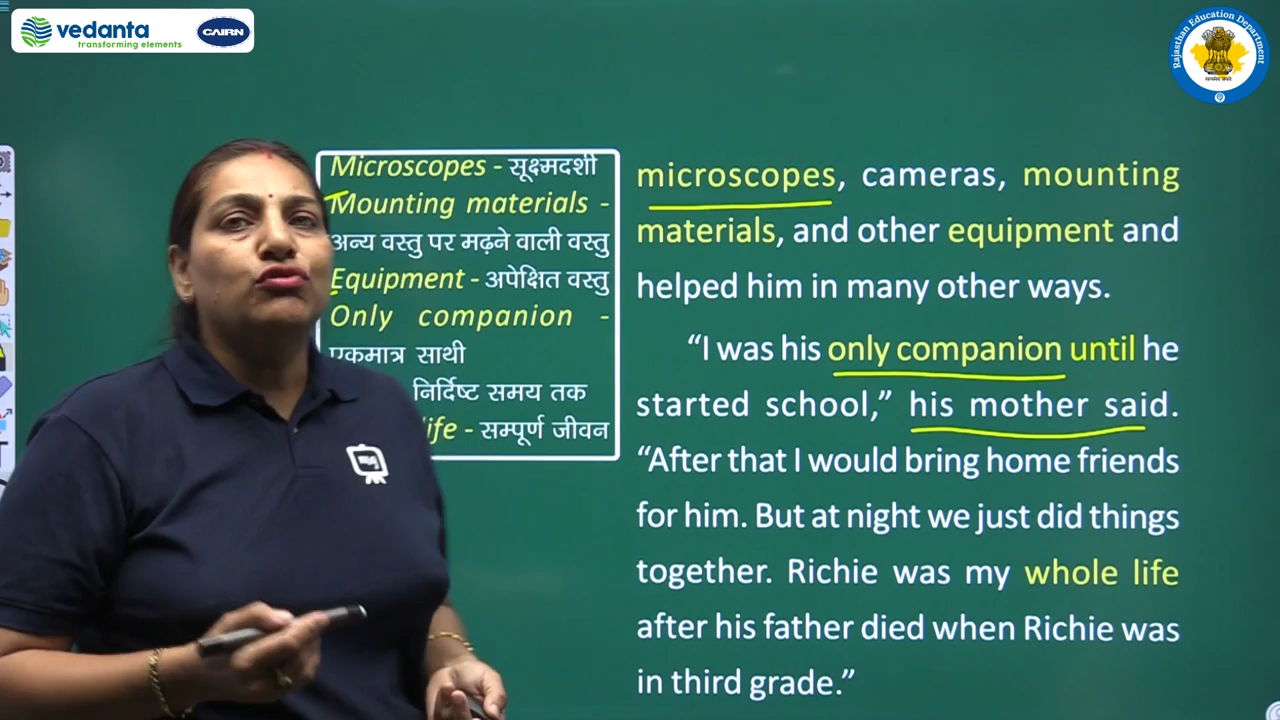 vedanta
transforming elements
CAIRN
Rajasthan Education Department
Microscopes - सूक्ष्मदर्शी
Mounting materials -
अन्य वस्तु पर मढ़ने वाली वस्तु
Equipment - अपेक्षित वस्तु
Only companion -
एकमात्र साथी
निर्दिष्ट समय तक
ife - सम्पूर्ण जीवन
microscopes, cameras, mounting
materials, and other equipment and
helped him in many other ways.
“I was his only companion until he
started school,” his mother said.
“After that I would bring home friends
for him. But at night we just did things
together. Richie was my whole life
after his father died when Richie was
in third grade.”